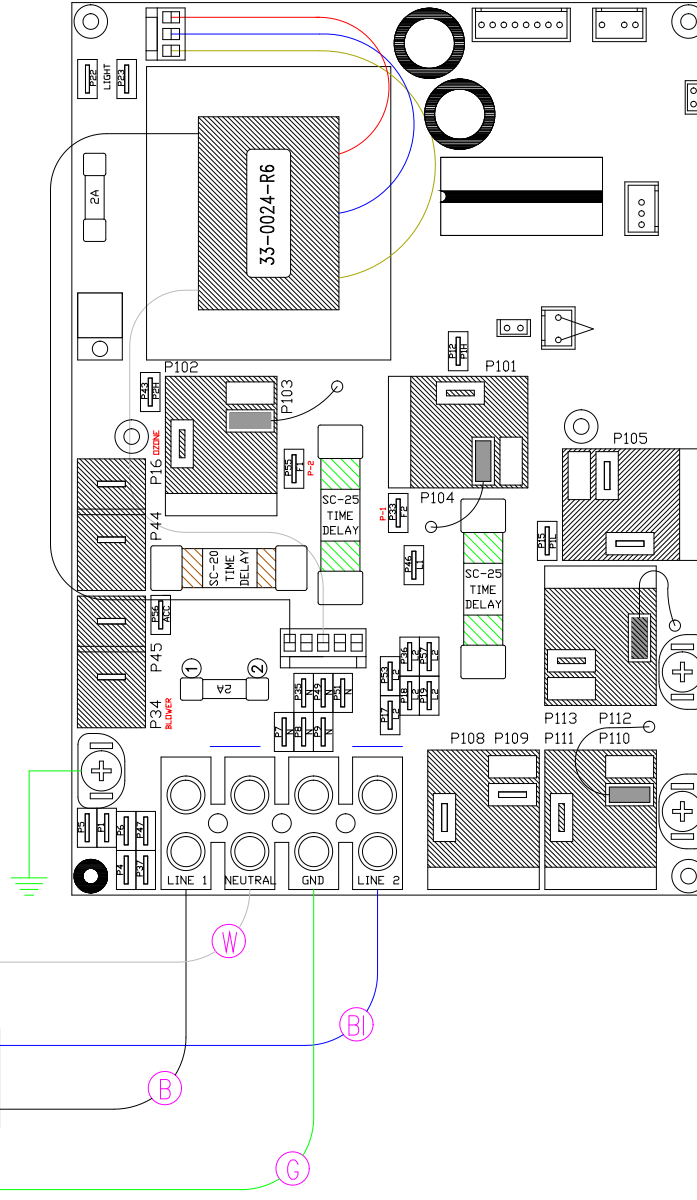 P22
LIGHT
P23
2A
33-0024-R6
P102
P103
P43
P2H
P12
P1H
P101
P104
P105
P16
OZONE
P55
F1
P-2
P-1
P33
F2
P44
SC-25
TIME
DELAY
SC-20
TIME
DELAY
P46
L1
SC-25
TIME
DELAY
P15
P1L
P56
ACC
P45
P34
BLOWER
1
2
2A
P35
N
P49
N
P51
N
P7
N
P8
N
P9
N
P53
L2
P36
L2
P57
L2
P18
L2
P19
L2
P17
L2
P113
P112
P108
P109
P111
P110
P5
P1
P6
P47
P4
P37
LINE 1
NEUTRAL
GND
LINE 2
W
Bl
B
G